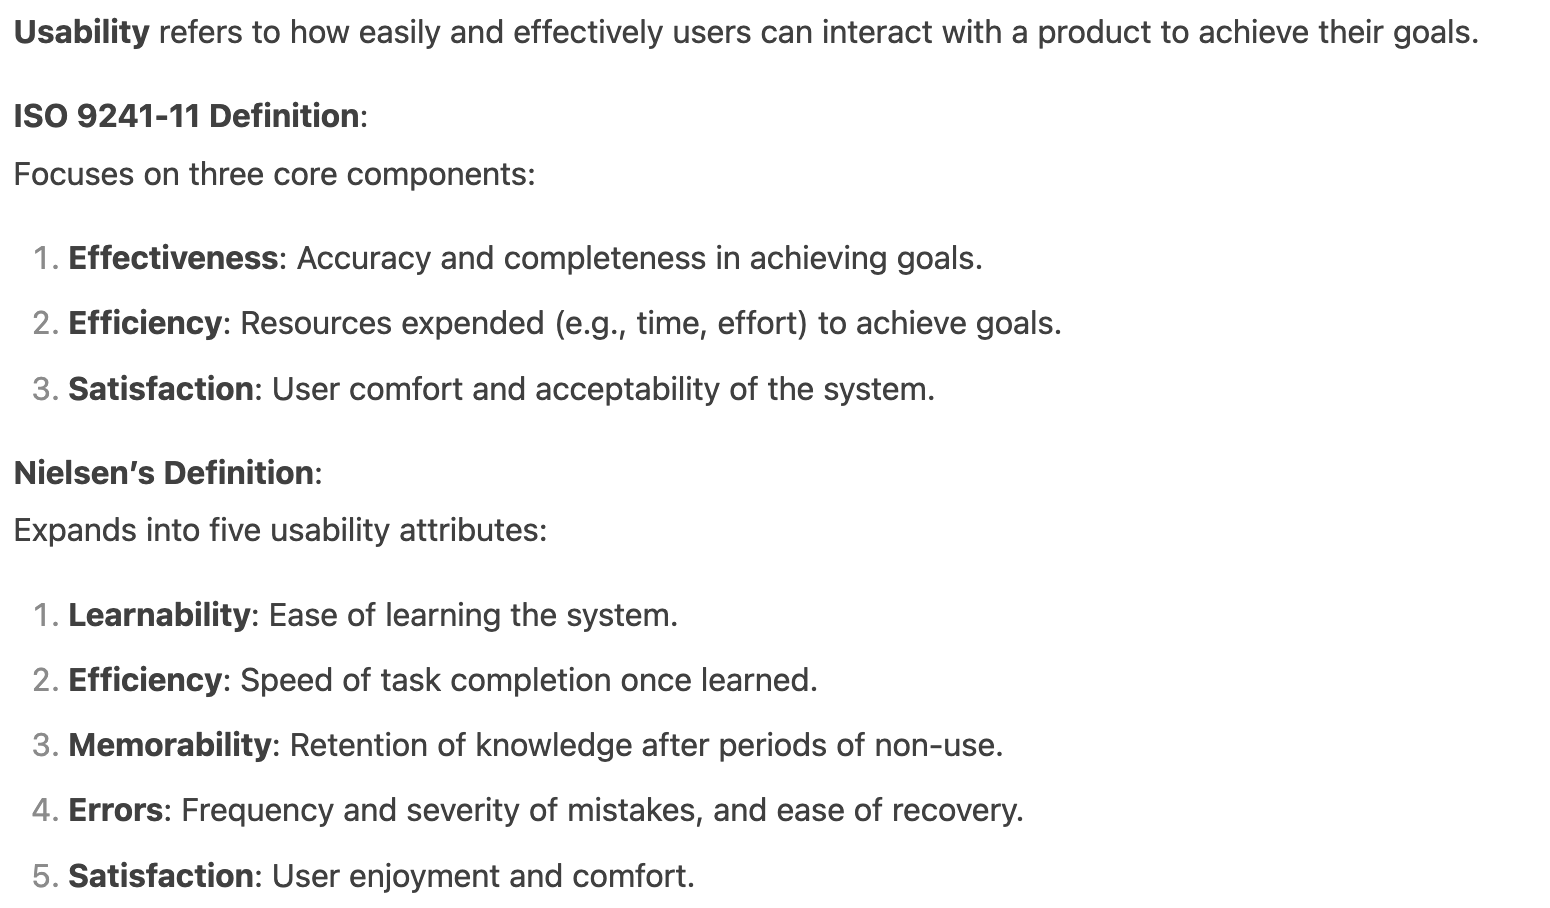 Usability refers to how easily and effectively users can interact with a product to achieve their goals.
ISO 9241-11 Definition:
Focuses on three core components:
1. Effectiveness: Accuracy and completeness in achieving goals.
2. Efficiency: Resources expended (e.g., time, effort) to achieve goals.
3. Satisfaction: User comfort and acceptability of the system.
Nielsen’s Definition:
Expands into five usability attributes:
1. Learnability: Ease of learning the system.
2. Efficiency: Speed of task completion once learned.
3. Memorability: Retention of knowledge after periods of non-use.
4. Errors: Frequency and severity of mistakes, and ease of recovery.
5. Satisfaction: User enjoyment and comfort.